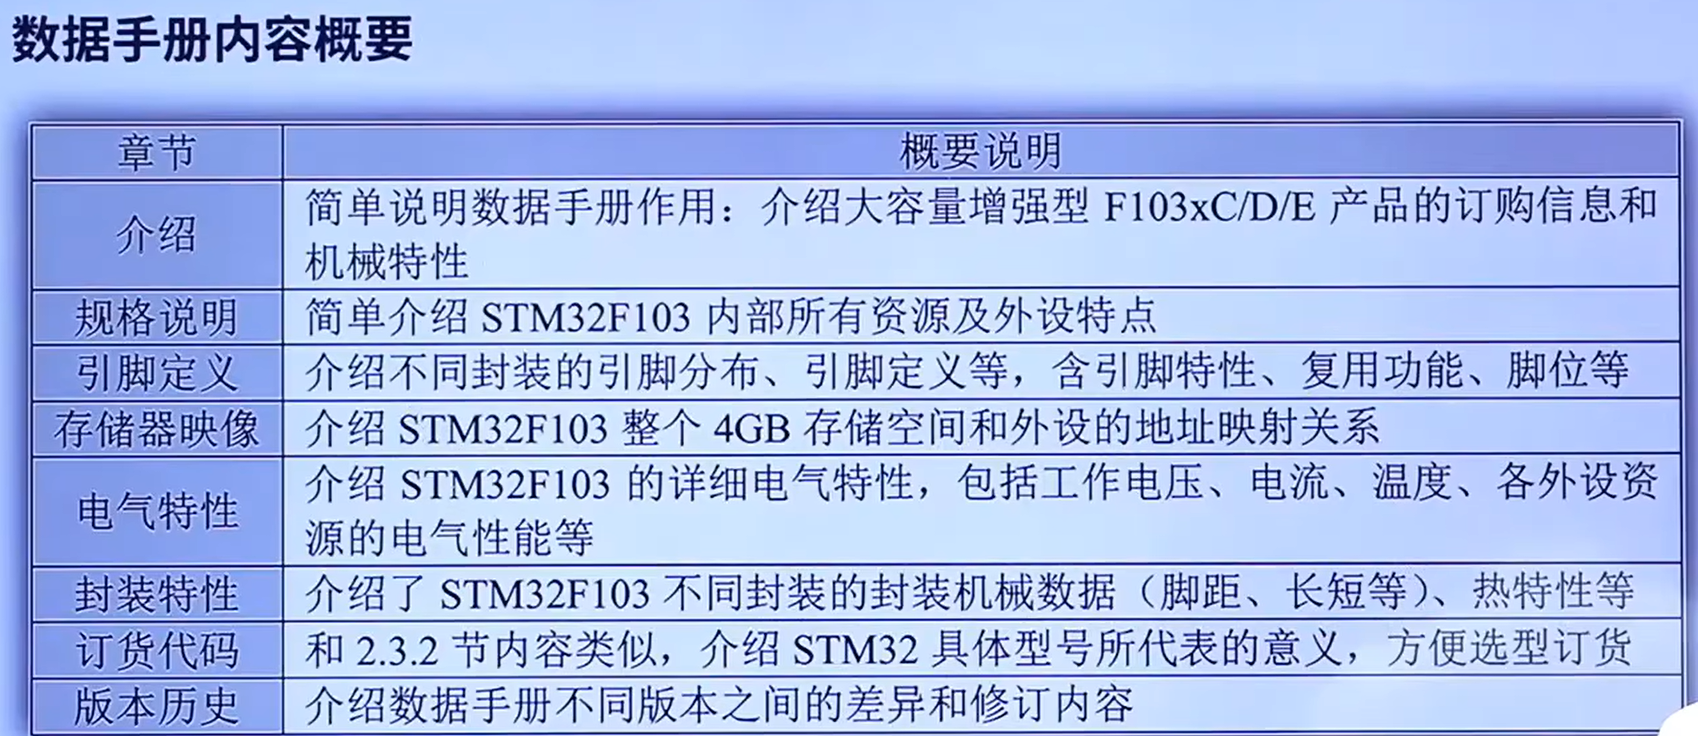 数据手册内容概要
章节 概要说明
介绍 简单说明数据手册作用：介绍大容量增强型 F103xC/D/E 产品的订购信息和
机械特性
规格说明 简单介绍 STM32F103 内部所有资源及外设特点
引脚定义 介绍不同封装的引脚分布、引脚定义等，含引脚特性、复用功能、脚位等
存储器映像 介绍 STM32F103 整个 4GB 存储空间和外设的地址映射关系
电气特性 介绍 STM32F103 的详细电气特性，包括工作电压、电流、温度、各外设资
源的电气性能等
封装特性 介绍了 STM32F103 不同封装的封装机械数据（脚距、长短等）、热特性等
订货代码 和 2.3.2 节内容类似，介绍 STM32 具体型号所代表的意义，方便选型订货
版本历史 介绍数据手册不同版本之间的差异和修订内容